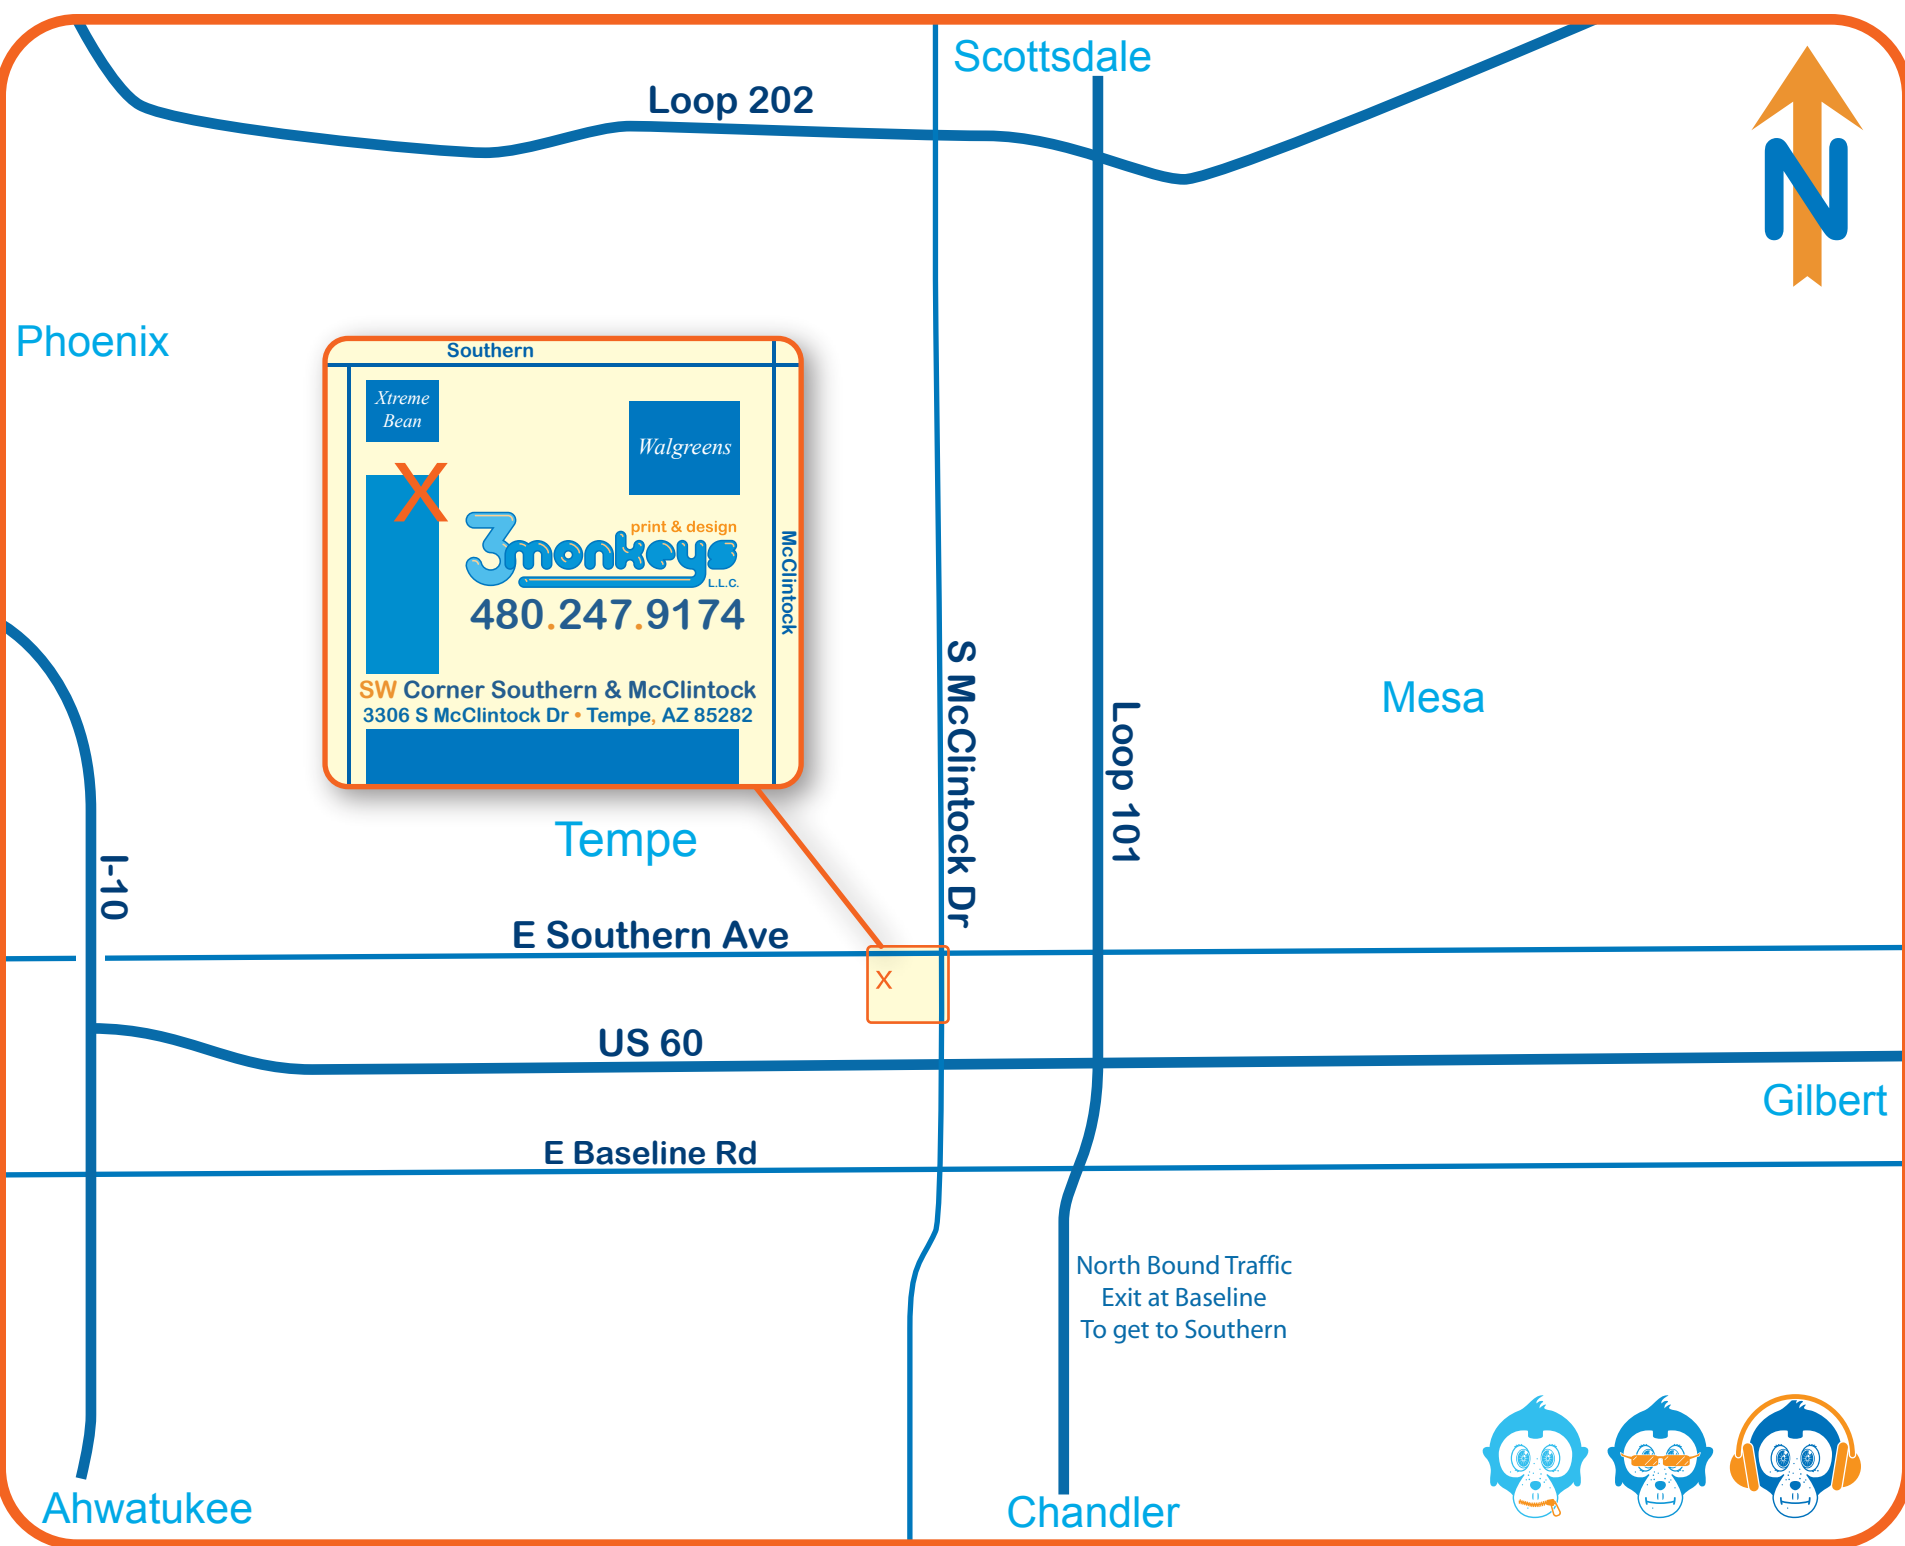 Scottsdale
Loop 202
N
Phoenix
Southern
Xtreme
Bean
Walgreens
X
print & design
3monkeys
L.L.C.
480.247.9174
McClintock
SW Corner Southern & McClintock
3306 S McClintock Dr • Tempe, AZ 85282
S McClintock Dr
Loop 101
Mesa
Tempe
I-10
E Southern Ave
X
US 60
Gilbert
E Baseline Rd
North Bound Traffic
Exit at Baseline
To get to Southern
Ahwatukee
Chandler